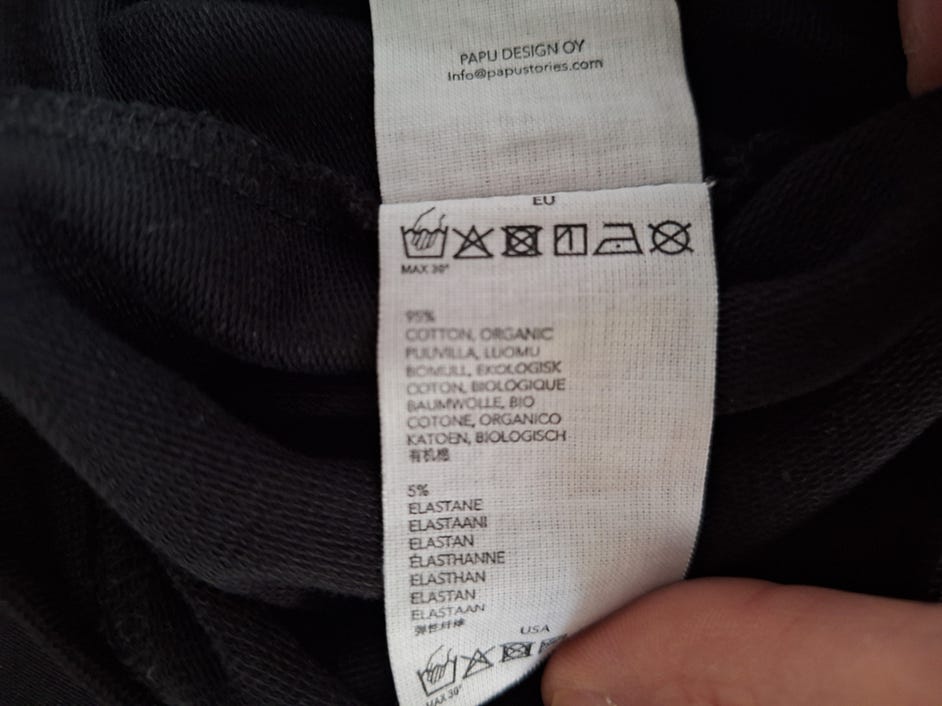 PAPU DESIGN OY
Info@papustories.com
EU
MAX 30°
95%
COTTON, ORGANIC
PUUVILLA, LUOMU
BOMULL, EKOLOGISK
COTON, BIOLOGIQUE
BAUMWOLLE, BIO
COTONE, ORGANICO
KATOEN, BIOLOGISCH
有机棉
5%
ELASTANE
ELASTAANI
ELASTAN
ÉLASTHANNE
ELASTHAN
ELASTAN
ELASTAAN
弹性纤维
USA
MAX 30°